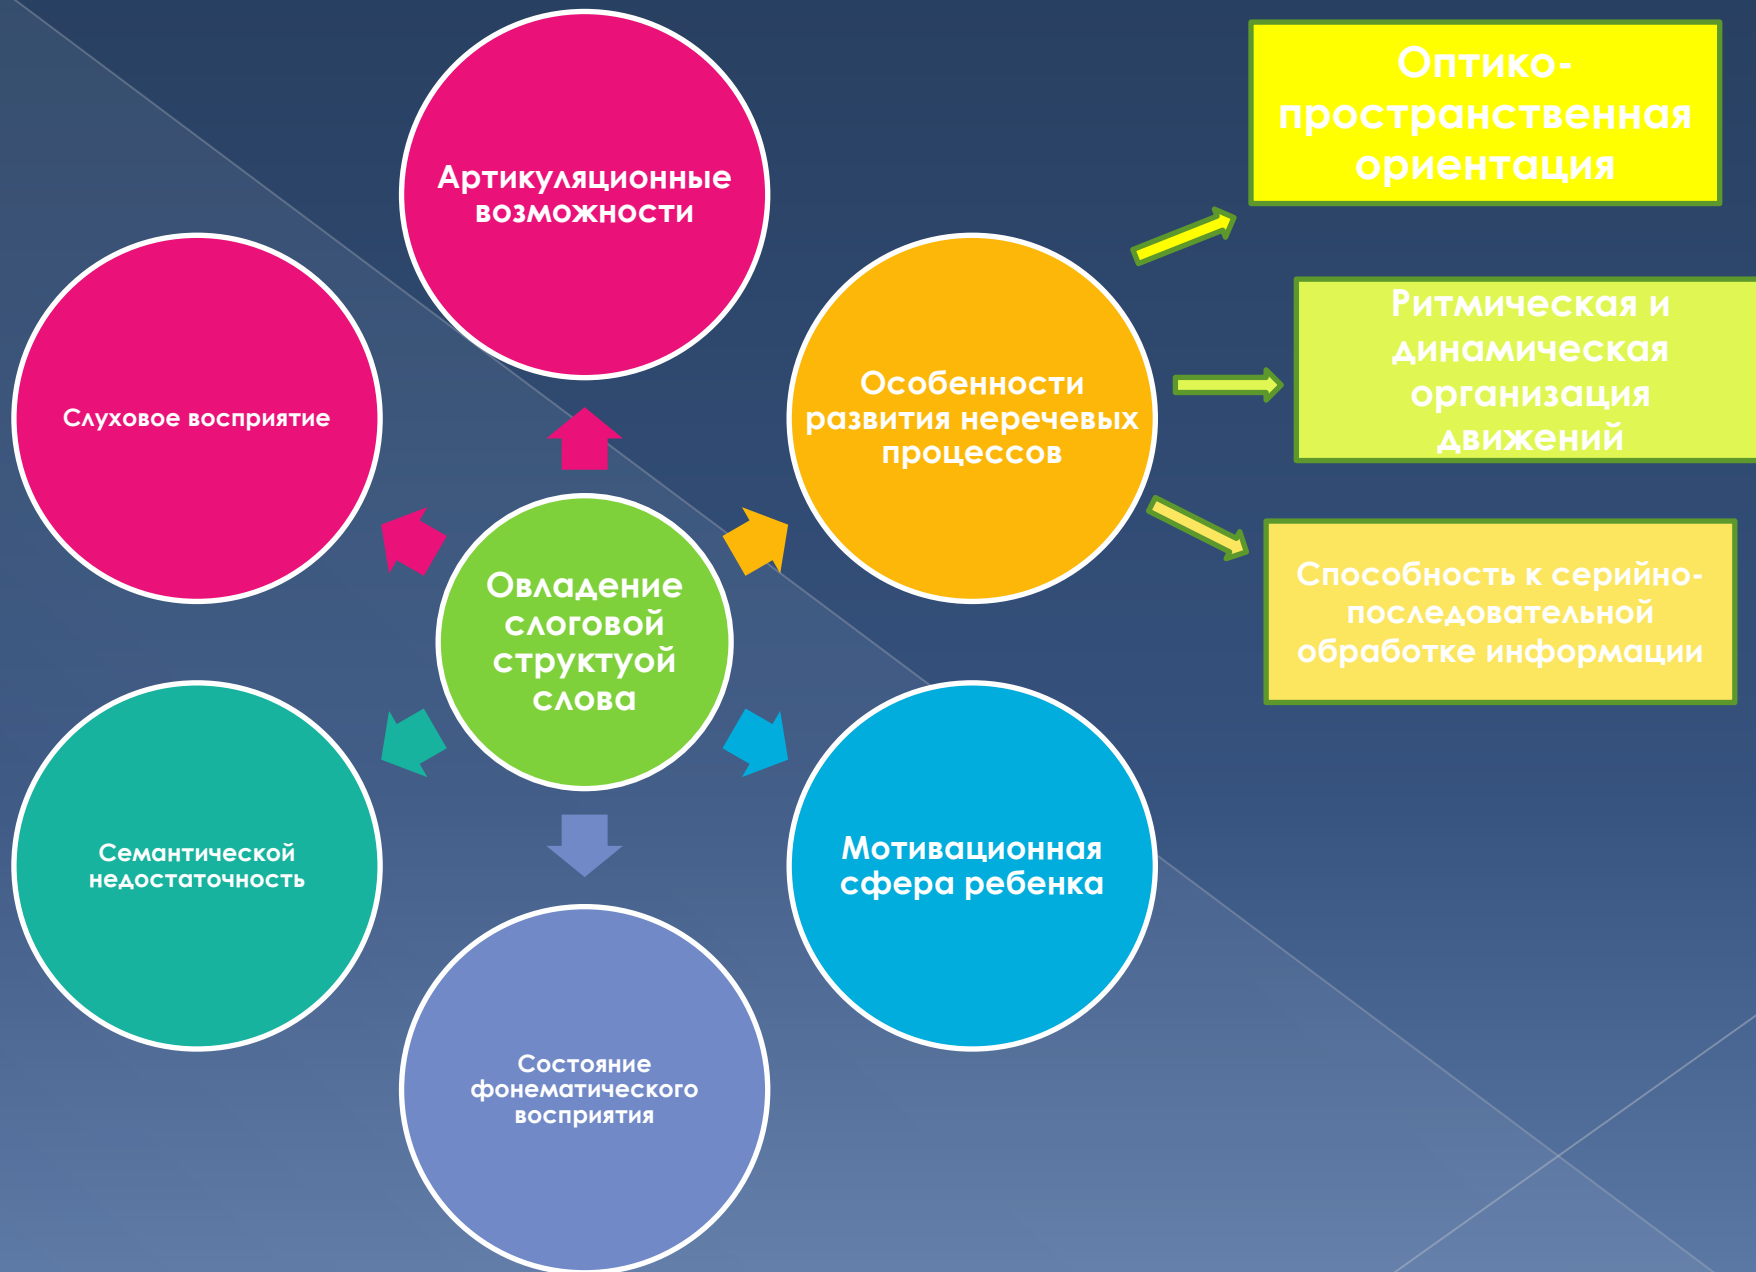 Артикуляционные
возможности
Оптико-
пространственная
ориентация
Слуховое восприятие
Особенности
развития неречевых
процессов
Ритмическая и
динамическая
организация
движений
Овладение
слоговой
структуой
слова
Способность к серийно-
последовательной
обработке информации
Семантической
недостаточность
Мотивационная
сфера ребенка
Состояние
фонематического
восприятия